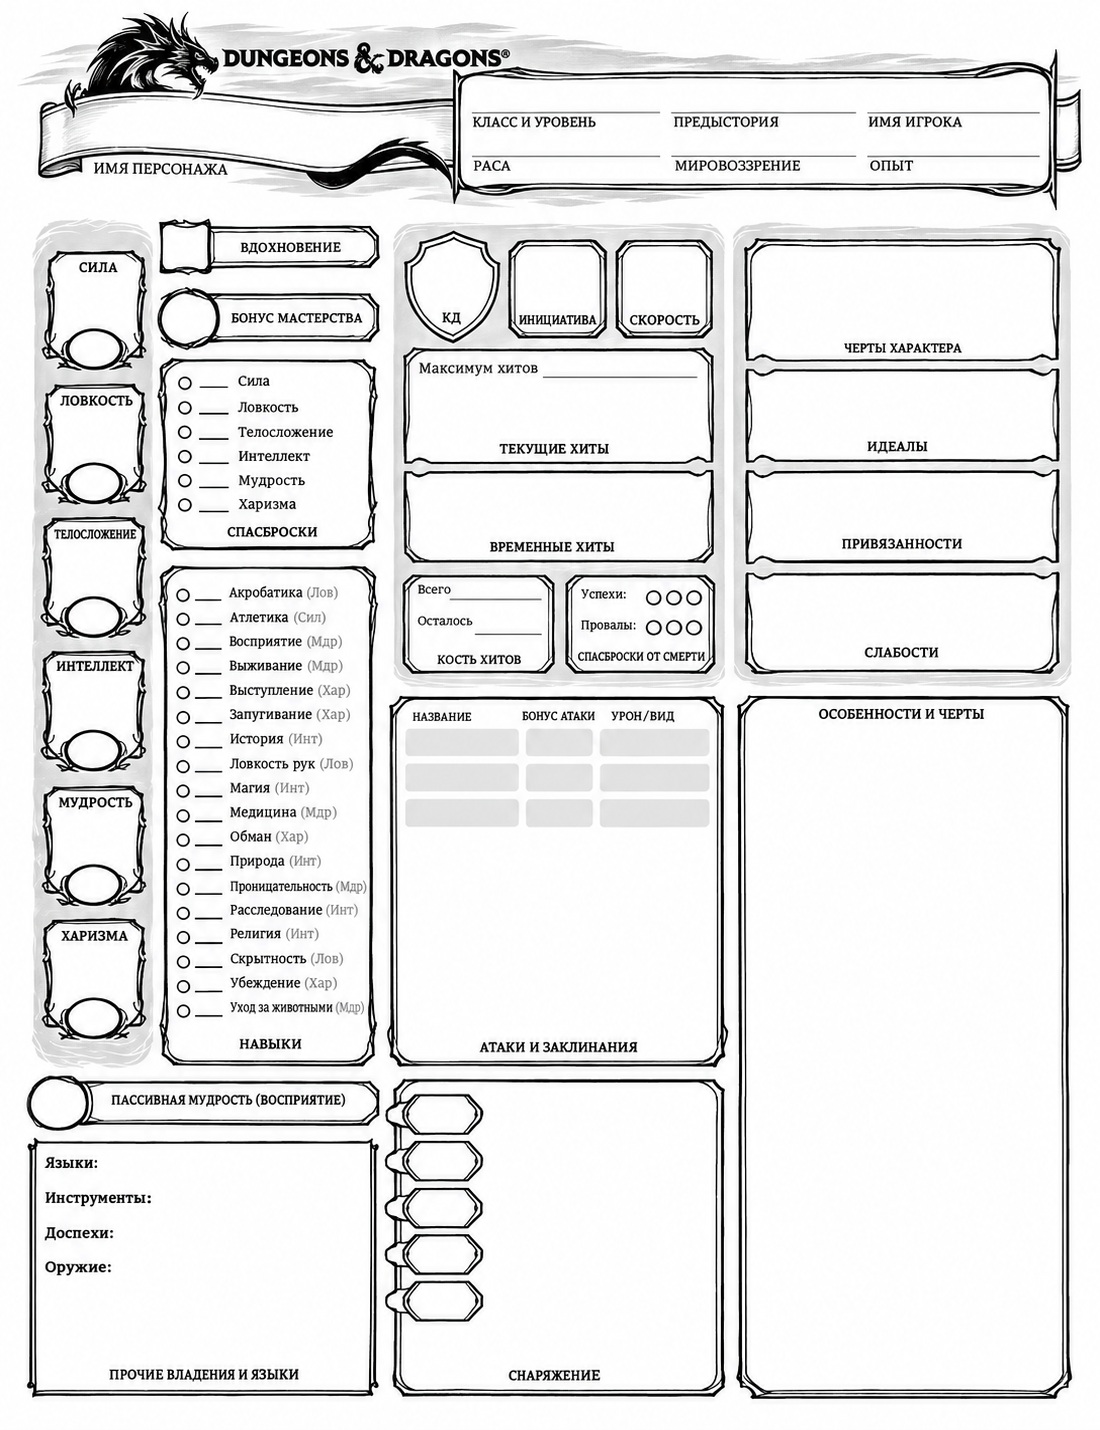 DUNGEONS & DRAGONS®
ИМЯ ПЕРСОНАЖА
КЛАСС И УРОВЕНЬ ПРЕДЫСТОРИЯ ИМЯ ИГРОКА
РАСА МИРОВОЗЗРЕНИЕ ОПЫТ
СИЛА
ЛОВКОСТЬ
ТЕЛОСЛОЖЕНИЕ
ИНТЕЛЛЕКТ
МУДРОСТЬ
ХАРИЗМА
ВДОХНОВЕНИЕ
БОНУС МАСТЕРСТВА
Сила
Ловкость
Телосложение
Интеллект
Мудрость
Харизма
СПАСБРОСКИ
Акробатика (Лов)
Атлетика (Сил)
Восприятие (Мдр)
Выживание (Мдр)
Выступление (Хар)
Запугивание (Хар)
История (Инт)
Ловкость рук (Лов)
Магия (Инт)
Медицина (Мдр)
Обман (Хар)
Природа (Инт)
Проницательность (Мдр)
Расследование (Инт)
Религия (Инт)
Скрытность (Лов)
Убеждение (Хар)
Уход за животными (Мдр)
НАВЫКИ
ПАССИВНАЯ МУДРОСТЬ (ВОСПРИЯТИЕ)
Языки:
Инструменты:
Доспехи:
Оружие:
ПРОЧИЕ ВЛАДЕНИЯ И ЯЗЫКИ
КД ИНИЦИАТИВА СКОРОСТЬ
Максимум хитов
ТЕКУЩИЕ ХИТЫ
ВРЕМЕННЫЕ ХИТЫ
Всего
Осталось
КОСТЬ ХИТОВ
Успехи:
Провалы:
СПАСБРОСКИ ОТ СМЕРТИ
НАЗВАНИЕ БОНУС АТАКИ УРОН/ВИД
АТАКИ И ЗАКЛИНАНИЯ
СНАРЯЖЕНИЕ
ЧЕРТЫ ХАРАКТЕРА
ИДЕАЛЫ
ПРИВЯЗАННОСТИ
СЛАБОСТИ
ОСОБЕННОСТИ И ЧЕРТЫ